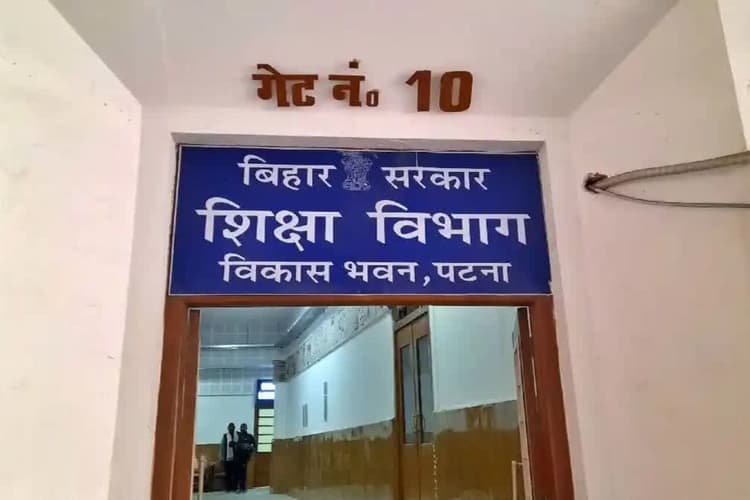 गेट नं० 10
बिहार सरकार
शिक्षा विभाग
विकास भवन, पटना